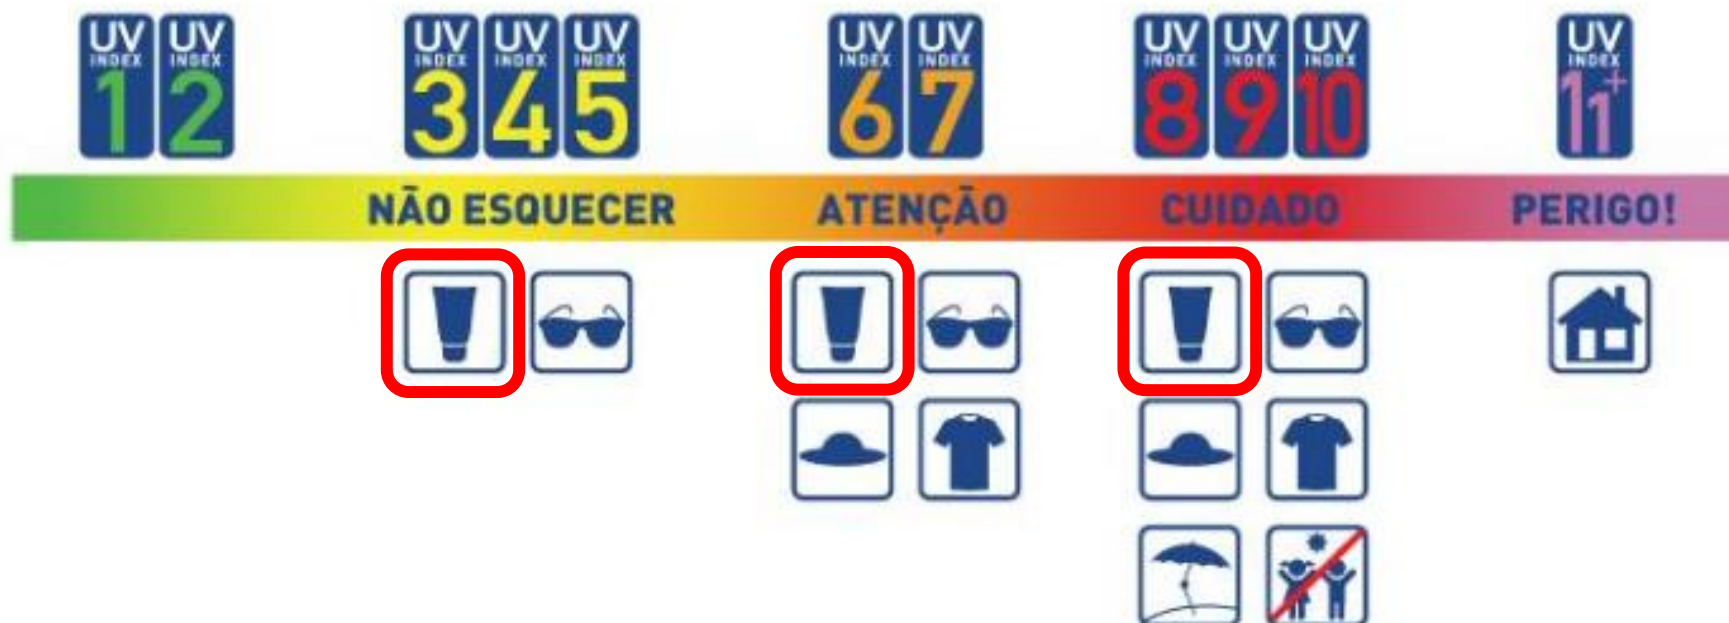 UV INDEX 1
UV INDEX 2
UV INDEX 3
UV INDEX 4
UV INDEX 5
UV INDEX 6
UV INDEX 7
UV INDEX 8
UV INDEX 9
UV INDEX 10
UV INDEX 11+
NÃO ESQUECER
ATENÇÃO
CUIDADO
PERIGO!